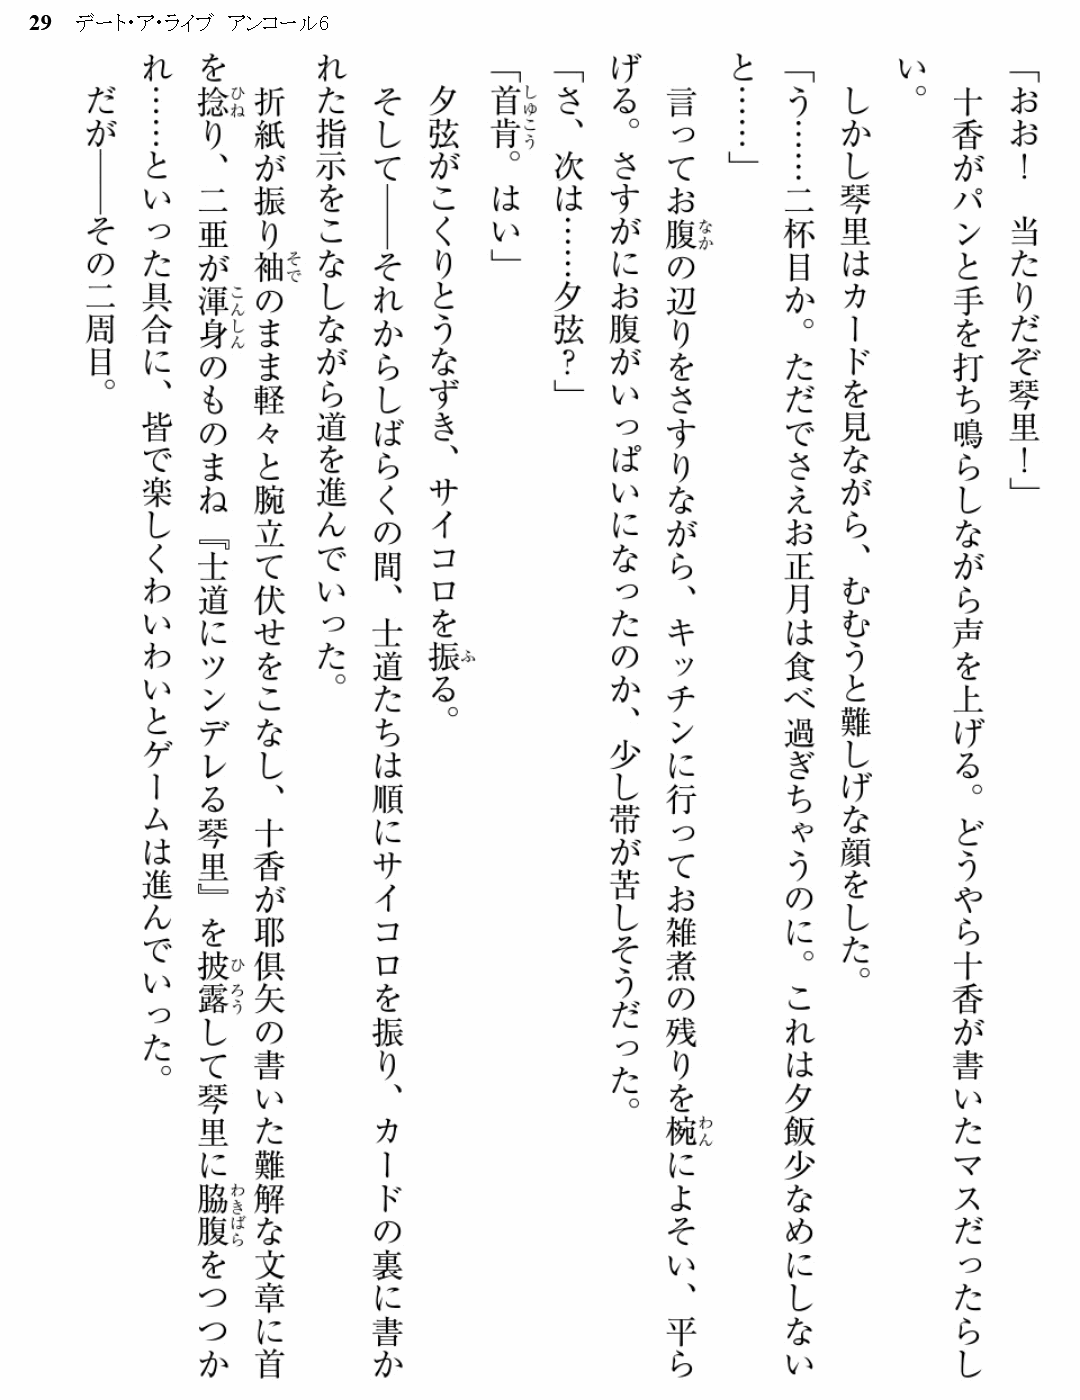 29 デート・ア・ライブ アンコール6
「おお！　当たりだぞ琴里！」
　十香がパンと手を打ち鳴らしながら声を上げる。どうやら十香が書いたマスだったらし
い。
　しかし琴里はカードを見ながら、むむうと難しげな顔をした。
「う……二杯目か。ただでさえお正月は食べ過ぎちゃうのに。これは夕飯少なめにしない
と……」
　言ってお腹の辺りをさすりながら、キッチンに行ってお雑煮の残りを椀によそい、平ら
げる。さすがにお腹がいっぱいになったのか、少し帯が苦しそうだった。
「さ、次は……夕弦？」
「首肯。はい」
　夕弦がこくりとうなずき、サイコロを振る。
　そして――それからしばらくの間、士道たちは順にサイコロを振り、カードの裏に書か
れた指示をこなしながら道を進んでいった。
　折紙が振り袖のまま軽々と腕立て伏せをこなし、十香が耶倶矢の書いた難解な文章に首
を捻り、二亜が渾身のものまね『士道にツンデレる琴里』を披露して琴里に脇腹をつつか
れ……といった具合に、皆で楽しくわいわいとゲームは進んでいった。
　だが――その二周目。